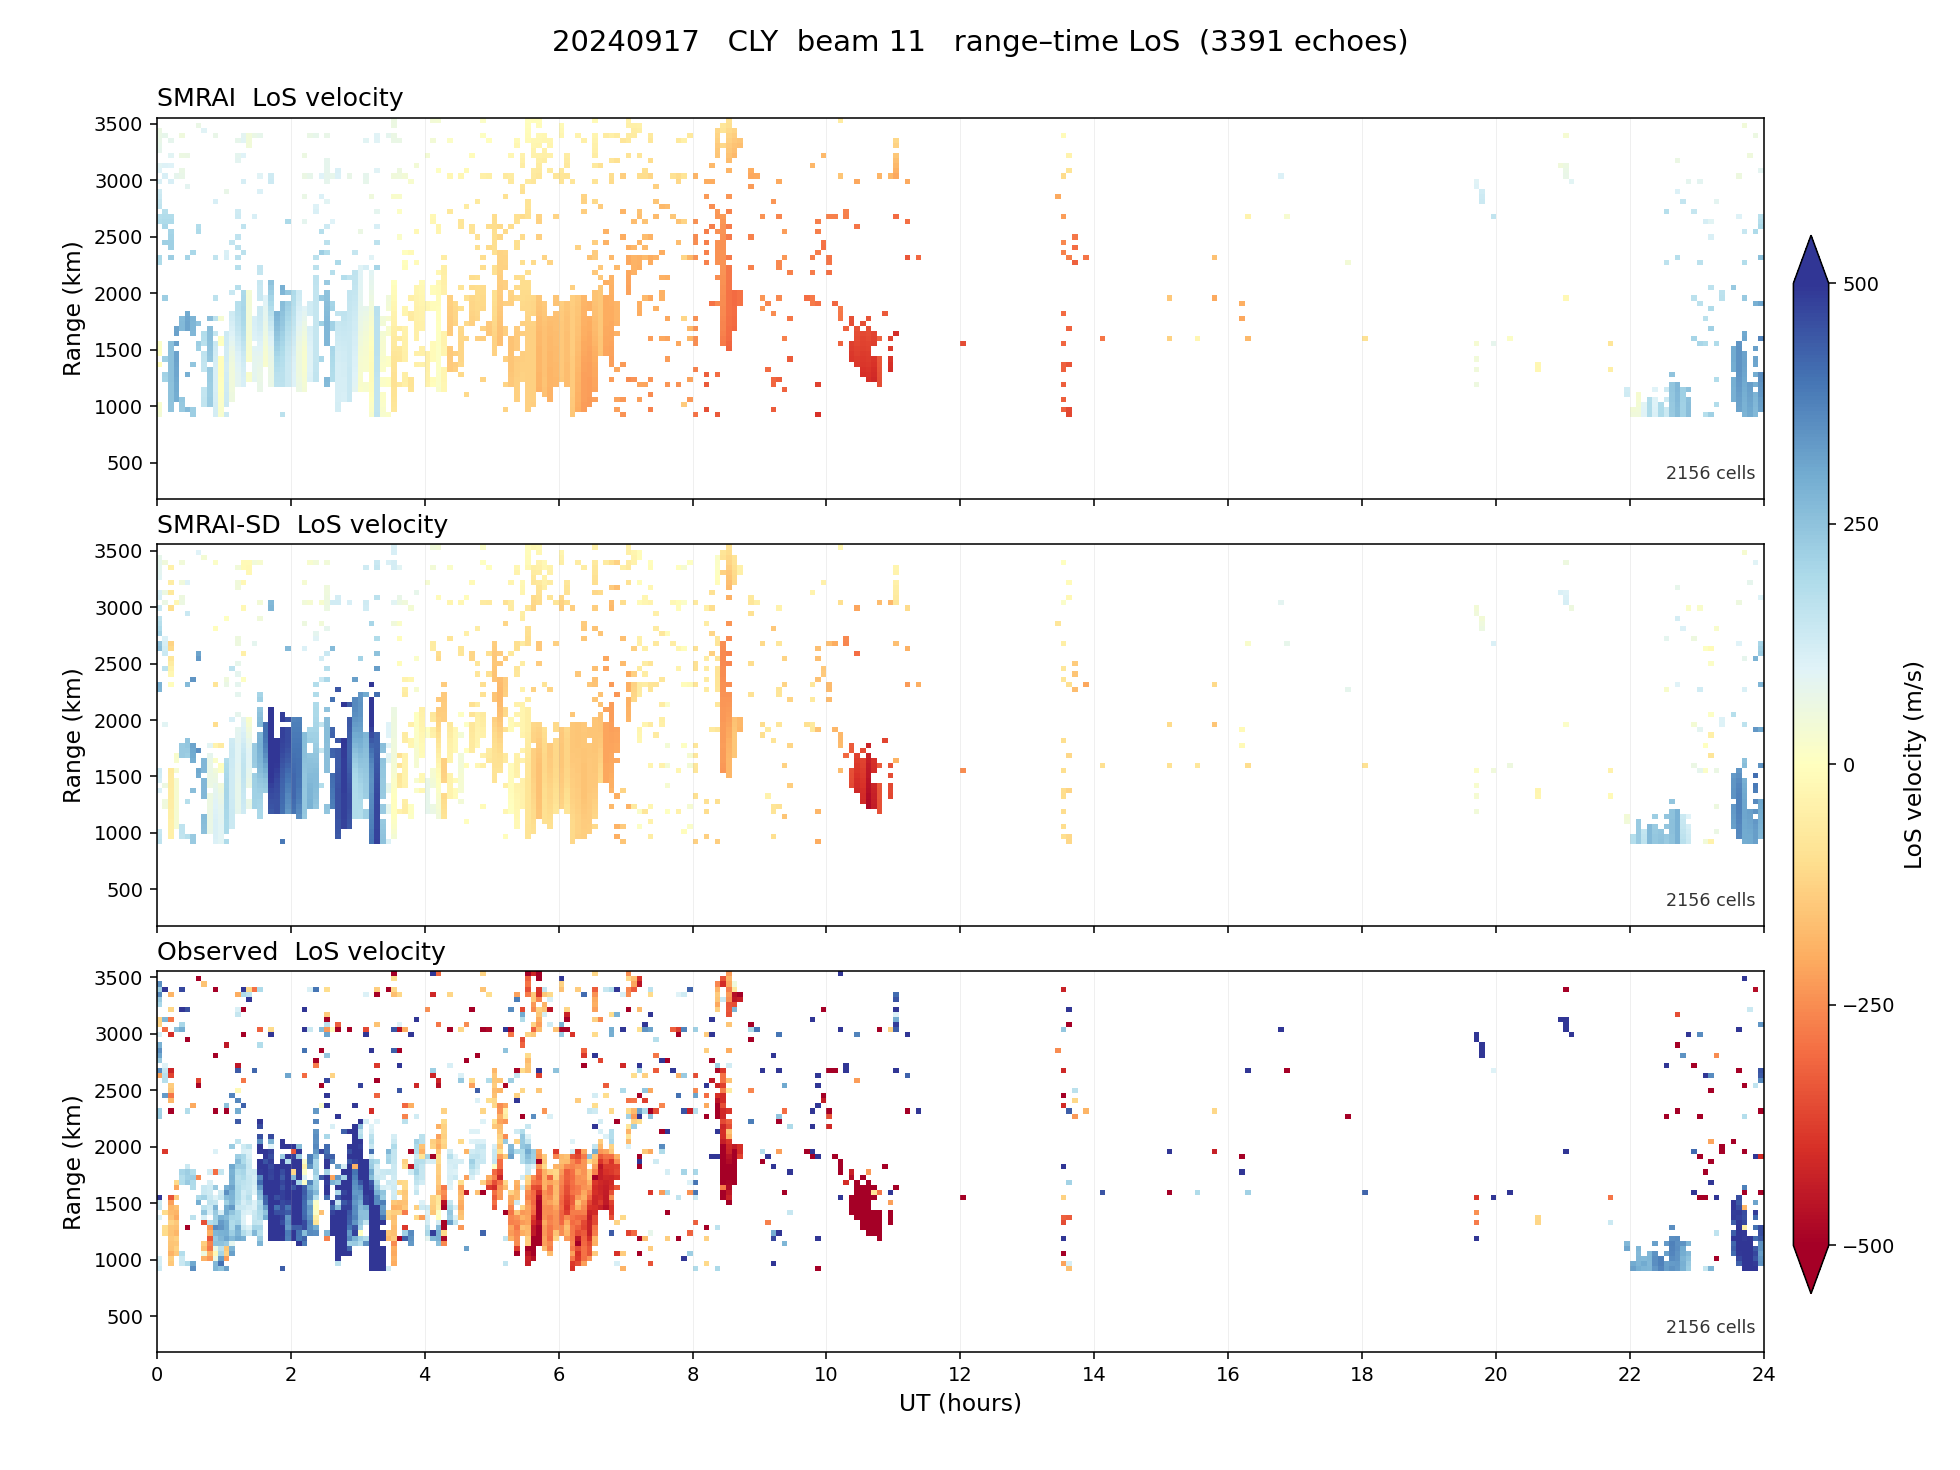 20240917   CLY  beam 11   range–time LoS  (3391 echoes)
SMRAI  LoS velocity
3500
3000
2500
2000
1500
1000
500
Range (km)
2156 cells
SMRAI-SD  LoS velocity
3500
3000
2500
2000
1500
1000
500
Range (km)
2156 cells
Observed  LoS velocity
3500
3000
2500
2000
1500
1000
500
Range (km)
2156 cells
0 2 4 6 8 10 12 14 16 18 20 22 24
UT (hours)
500
250
0
−250
−500
LoS velocity (m/s)